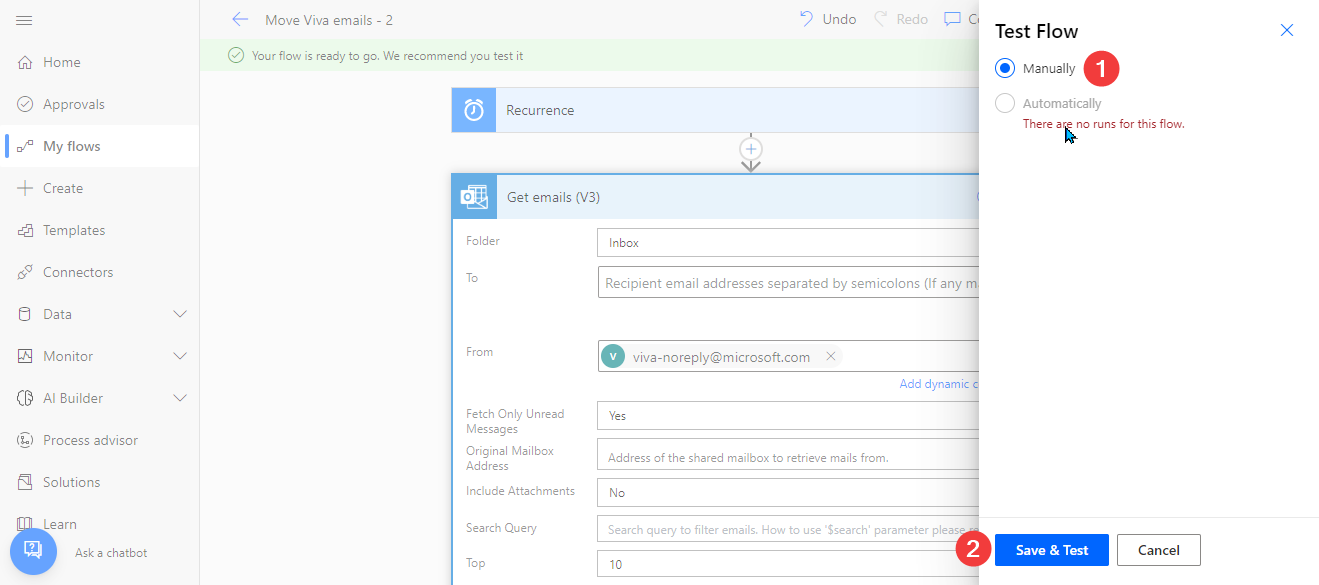 Move Viva emails - 2
Undo
Redo
Your flow is ready to go. We recommend you test it
Home
Approvals
My flows
Create
Templates
Connectors
Data
Monitor
AI Builder
Process advisor
Solutions
Learn
Ask a chatbot
Recurrence
Get emails (V3)
Folder
Inbox
To
Recipient email addresses separated by semicolons (If any
From
V
viva-noreply@microsoft.com
Add dynamic
Fetch Only Unread
Messages
Yes
Original Mailbox
Address
Address of the shared mailbox to retrieve mails from.
Include Attachments
No
Search Query
Search query to filter emails. How to use '$search' parameter please
Top
10
Test Flow
Manually
1
Automatically
There are no runs for this flow.
2
Save & Test
Cancel